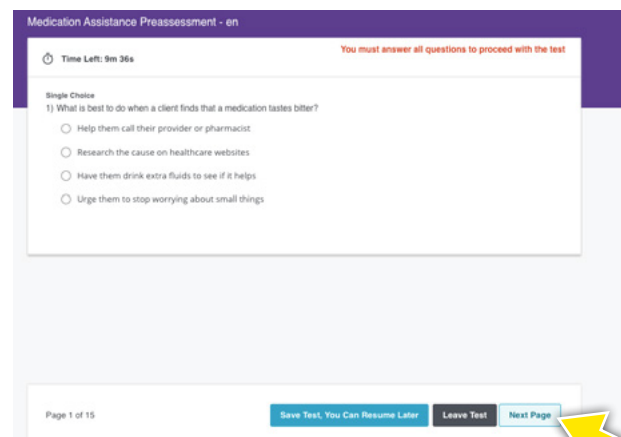 Medication Assistance Preassessment - en
Time Left: 9m 36s
You must answer all questions to proceed with the test
Single Choice
1) What is best to do when a client finds that a medication tastes bitter?
Help them call their provider or pharmacist
Research the cause on healthcare websites
Have them drink extra fluids to see if it helps
Urge them to stop worrying about small things
Page 1 of 15
Save Test, You Can Resume Later
Leave Test
Next Page